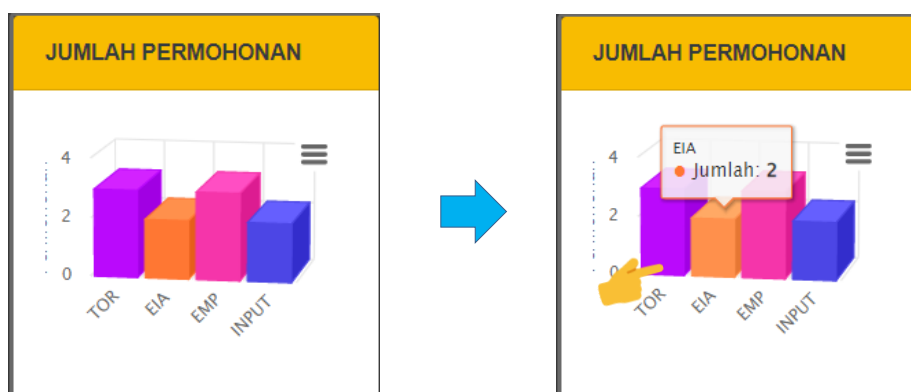 JUMLAH PERMOHONAN
4
2
0
TOR
EIA
EMP
INPUT
JUMLAH PERMOHONAN
4
2
0
EIA
Jumlah: 2
TOR
EIA
EMP
INPUT